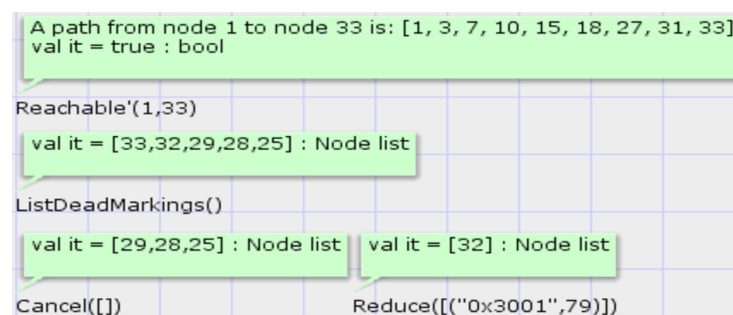 A path from node 1 to node 33 is: [1, 3, 7, 10, 15, 18, 27, 31, 33]
val it = true : bool
Reachable'(1,33)
val it = [33,32,29,28,25] : Node list
ListDeadMarkings()
val it = [29,28,25] : Node list
val it = [32] : Node list
Cancel([])
Reduce([("0x3001",79)])